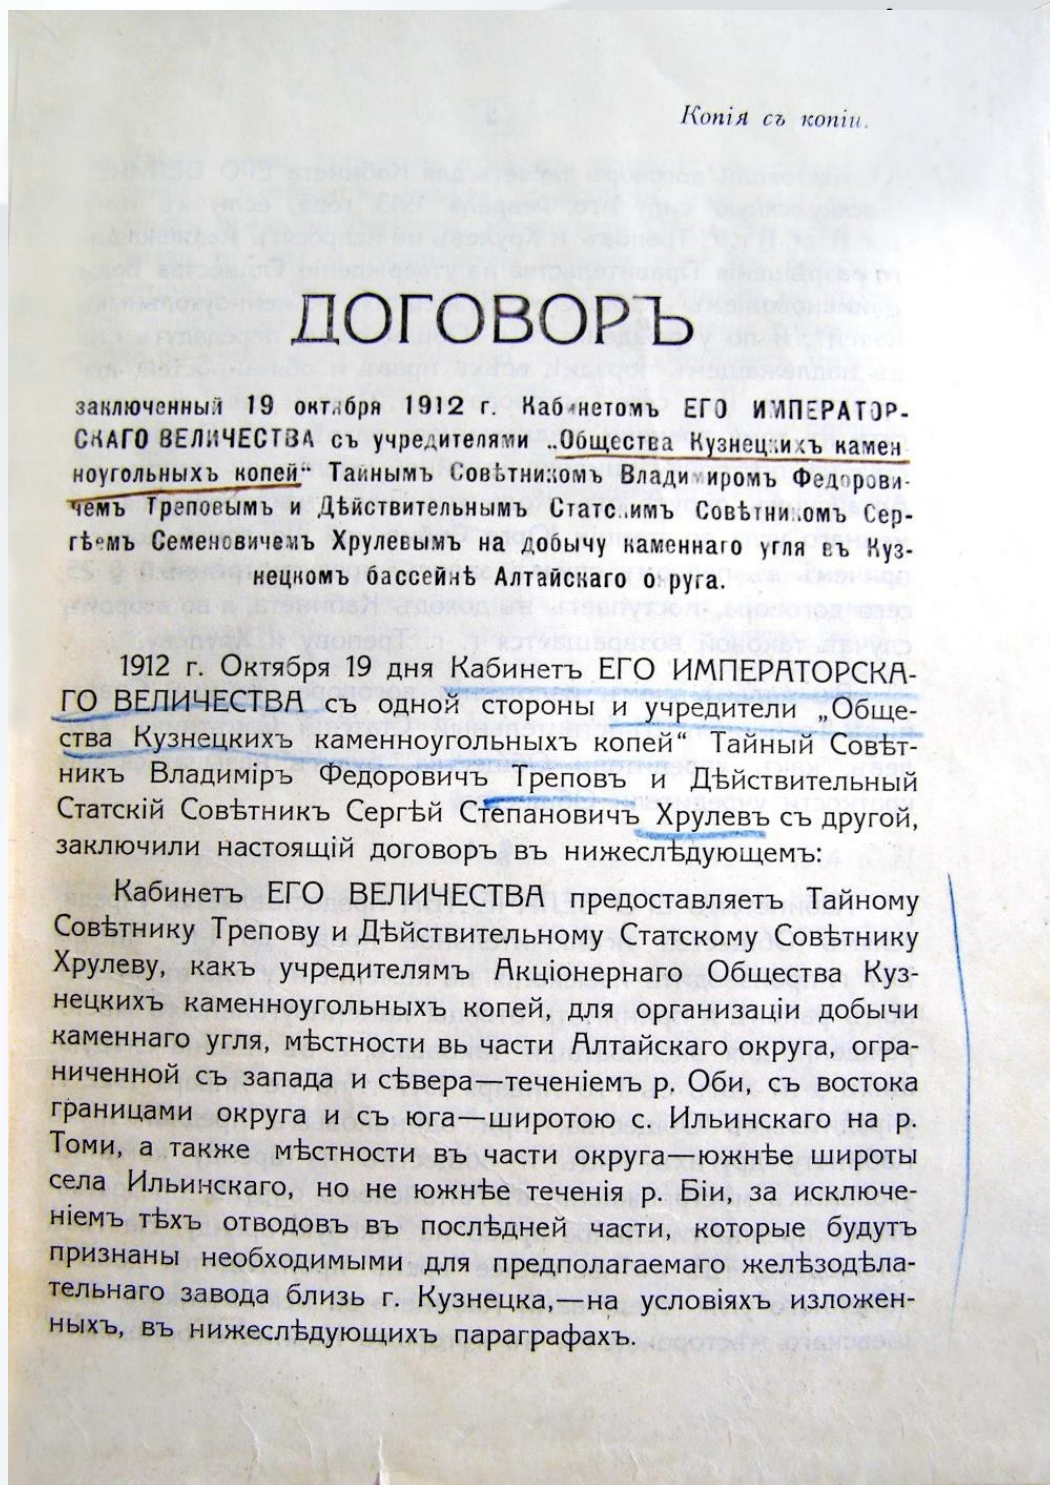 Копія съ копіи.
ДОГОВОРЪ
заключенный 19 октября 1912 г. Кабинетомъ ЕГО ИМПЕРАТОР-
СКАГО ВЕЛИЧЕСТВА съ учредителями „Общества Кузнецкихъ камен
ноугольныхъ копей“ Тайнымъ Совѣтникомъ Владимиромъ Федорови-
чемъ Треповымъ и Дѣйствительнымъ Статскимъ Совѣтникомъ Сер-
гѣемъ Семеновичемъ Хрулевымъ на добычу каменнаго угля въ Куз-
нецкомъ бассейнѣ Алтайскаго округа.
1912 г. Октября 19 дня Кабинетъ ЕГО ИМПЕРАТОРСКА-
ГО ВЕЛИЧЕСТВА съ одной стороны и учредители „Обще-
ства Кузнецкихъ каменноугольныхъ копей“ Тайный Совѣт-
никъ Владиміръ Федоровичъ Треповъ и Дѣйствительный
Статскій Совѣтникъ Сергѣй Степановичъ Хрулевъ съ другой,
заключили настоящій договоръ въ нижеслѣдующемъ:
Кабинетъ ЕГО ВЕЛИЧЕСТВА предоставляетъ Тайному
Совѣтнику Трепову и Дѣйствительному Статскому Совѣтнику
Хрулеву, какъ учредителямъ Акціонернаго Общества Куз-
нецкихъ каменноугольныхъ копей, для организаціи добычи
каменнаго угля, мѣстности вь части Алтайскаго округа, огра-
ниченной съ запада и сѣвера—теченіемъ р. Оби, съ востока
границами округа и съ юга—широтою с. Ильинскаго на р.
Томи, а также мѣстности въ части округа—южнѣе широты
села Ильинскаго, но не южнѣе теченія р. Біи, за исключе-
ніемъ тѣхъ отводовъ въ послѣдней части, которые будутъ
признаны необходимыми для предполагаемаго желѣзодѣла-
тельнаго завода близь г. Кузнецка,—на условіяхъ изложен-
ныхъ, въ нижеслѣдующихъ параграфахъ.